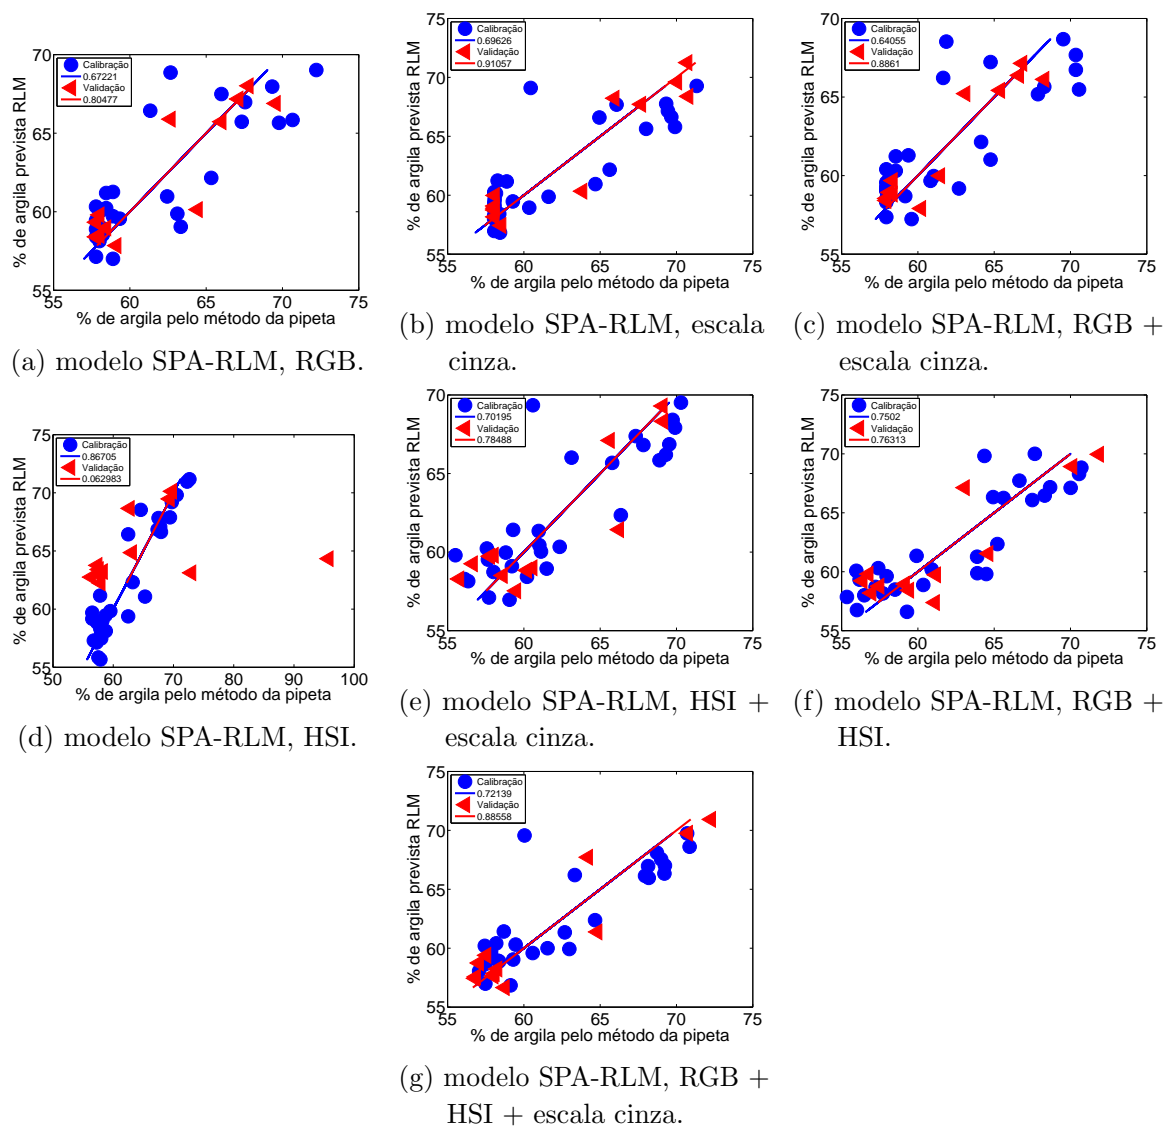 70
65
60
55
55
60
65
70
75
% de argila prevista RLM
% de argila pelo método da pipeta
Calibração
0.67221
Validação
0.80477
(a) modelo SPA-RLM, RGB.
75
70
65
60
55
55
60
65
70
75
% de argila prevista RLM
% de argila pelo método da pipeta
Calibração
0.69626
Validação
0.91057
(b) modelo SPA-RLM, escala
cinza.
70
65
60
55
55
60
65
70
75
% de argila prevista RLM
% de argila pelo método da pipeta
Calibração
0.64055
Validação
0.8861
(c) modelo SPA-RLM, RGB +
escala cinza.
75
70
65
60
55
50
60
70
80
90
100
% de argila prevista RLM
% de argila pelo método da pipeta
Calibração
0.86705
Validação
0.062983
(d) modelo SPA-RLM, HSI.
70
65
60
55
55
60
65
70
75
% de argila prevista RLM
% de argila pelo método da pipeta
Calibração
0.70195
Validação
0.78488
(e) modelo SPA-RLM, HSI +
escala cinza.
75
70
65
60
55
55
60
65
70
75
% de argila prevista RLM
% de argila pelo método da pipeta
Calibração
0.7502
Validação
0.76313
(f) modelo SPA-RLM, RGB +
HSI.
75
70
65
60
55
55
60
65
70
75
% de argila prevista RLM
% de argila pelo método da pipeta
Calibração
0.72139
Validação
0.88558
(g) modelo SPA-RLM, RGB +
HSI + escala cinza.